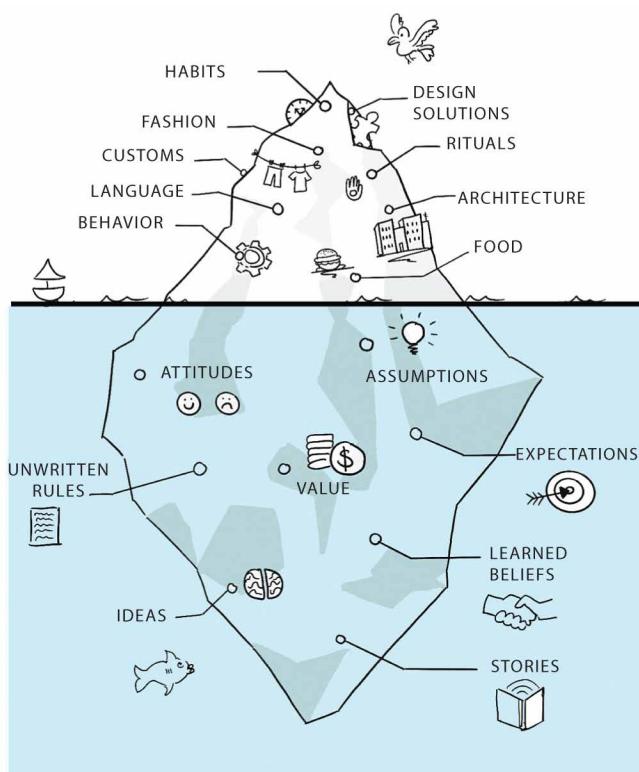 HABITS
DESIGN
SOLUTIONS
FASHION
RITUALS
CUSTOMS
LANGUAGE
ARCHITECTURE
BEHAVIOR
FOOD
ATTITUDES
ASSUMPTIONS
UNWRITTEN
RULES
$
VALUE
EXPECTATIONS
LEARNED
BELIEFS
IDEAS
STORIES